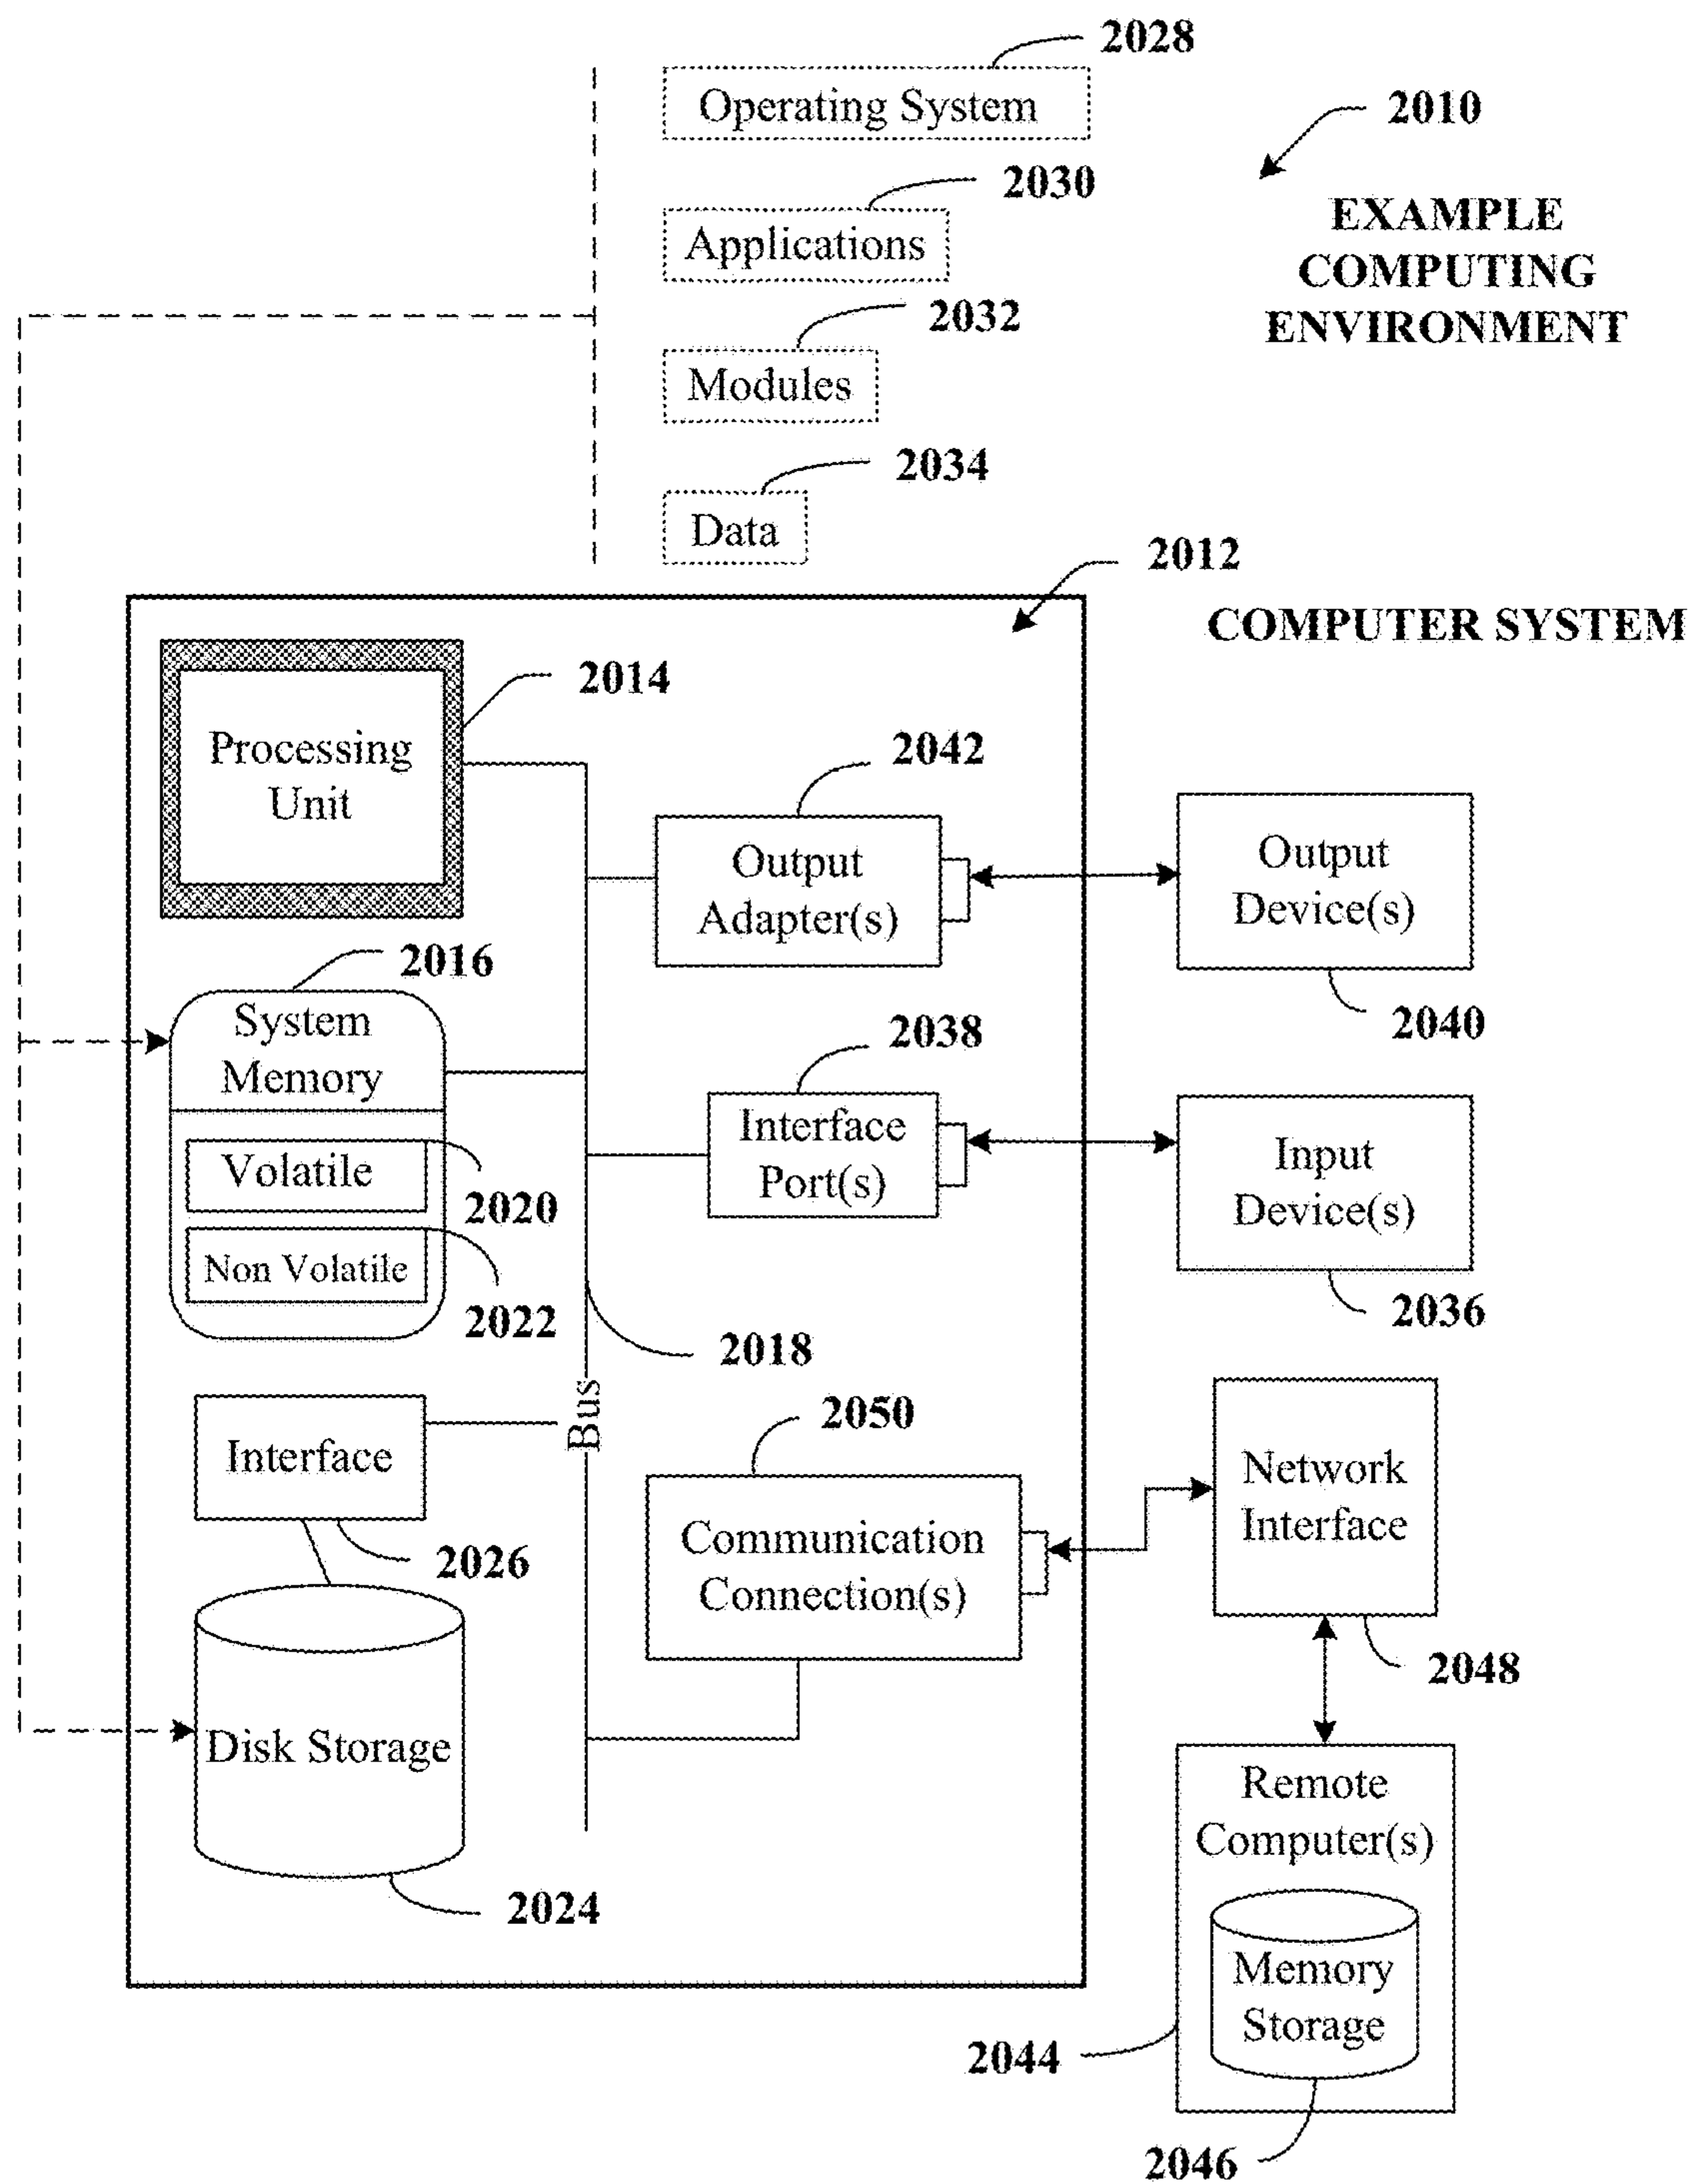 2028
Operating System
2010
2030
EXAMPLE
COMPUTING
ENVIRONMENT
Applications
2032
Modules
2034
Data
2012
COMPUTER SYSTEM
2014
Processing
Unit
2042
Output
Adapter(s)
Output
Device(s)
2040
2016
System
Memory
Volatile
2020
Non Volatile
2022
2038
Interface
Port(s)
Input
Device(s)
2036
2018
Bus
Interface
2026
2050
Communication
Connection(s)
Network
Interface
2048
Disk Storage
2024
Remote
Computer(s)
Memory
Storage
2044
2046